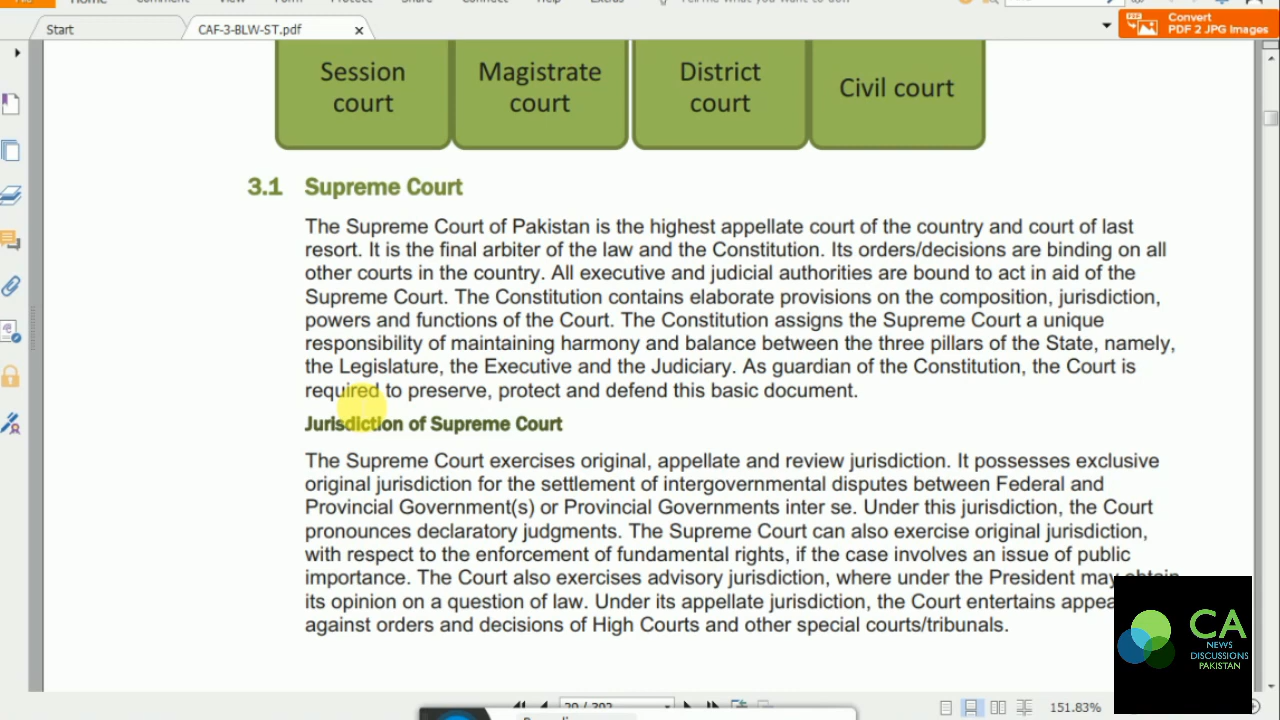 Start
CAF-3-BLW-ST.pdf
Convert
PDF 2 JPG Images
Session
court
Magistrate
court
District
court
Civil court
3.1 Supreme Court
The Supreme Court of Pakistan is the highest appellate court of the country and court of last
resort. It is the final arbiter of the law and the Constitution. Its orders/decisions are binding on all
other courts in the country. All executive and judicial authorities are bound to act in aid of the
Supreme Court. The Constitution contains elaborate provisions on the composition, jurisdiction,
powers and functions of the Court. The Constitution assigns the Supreme Court a unique
responsibility of maintaining harmony and balance between the three pillars of the State, namely,
the Legislature, the Executive and the Judiciary. As guardian of the Constitution, the Court is
required to preserve, protect and defend this basic document.
Jurisdiction of Supreme Court
The Supreme Court exercises original, appellate and review jurisdiction. It possesses exclusive
original jurisdiction for the settlement of intergovernmental disputes between Federal and
Provincial Government(s) or Provincial Governments inter se. Under this jurisdiction, the Court
pronounces declaratory judgments. The Supreme Court can also exercise original jurisdiction,
with respect to the enforcement of fundamental rights, if the case involves an issue of public
importance. The Court also exercises advisory jurisdiction, where under the President may obtain
its opinion on a question of law. Under its appellate jurisdiction, the Court entertains
against orders and decisions of High Courts and other special courts/tribunals.
CA
NEWS
DISCUSSIONS
PAKISTAN
151.83%